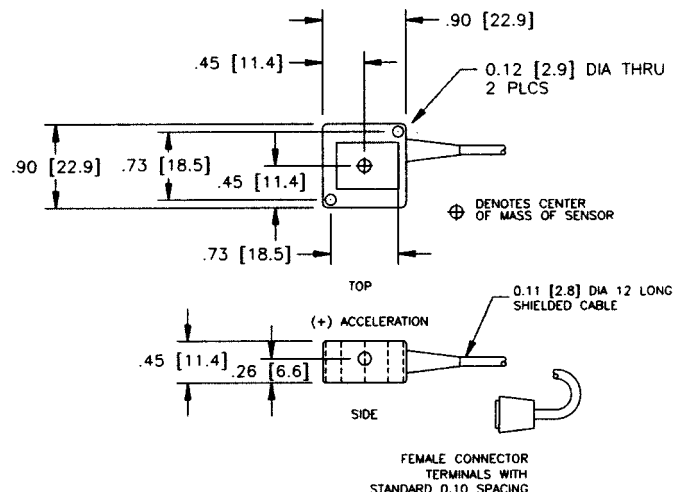 .90 [22.9]
.45 [11.4]
0.12 [2.9] DIA THRU
2 PLCS
.90 [22.9]
.73 [18.5]
.45 [11.4]
DENOTES CENTER
OF MASS OF SENSOR
.73 [18.5]
TOP
0.11 [2.8] DIA 12 LONG
SHIELDED CABLE
(+) ACCELERATION
.45 [11.4]
.26 [6.6]
SIDE
FEMALE CONNECTOR
TERMINALS WITH
STANDARD 0.10 SPACING